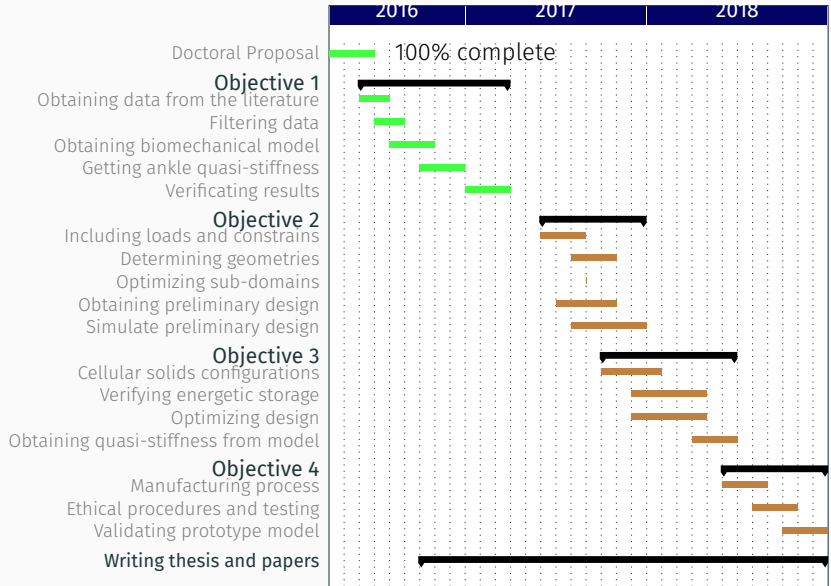 2016 2017 2018
Doctoral Proposal 100% complete
Objective 1
Obtaining data from the literature
Filtering data
Obtaining biomechanical model
Getting ankle quasi-stiffness
Verificating results
Objective 2
Including loads and constrains
Determining geometries
Optimizing sub-domains
Obtaining preliminary design
Simulate preliminary design
Objective 3
Cellular solids configurations
Verifying energetic storage
Optimizing design
Obtaining quasi-stiffness from model
Objective 4
Manufacturing process
Ethical procedures and testing
Validating prototype model
Writing thesis and papers